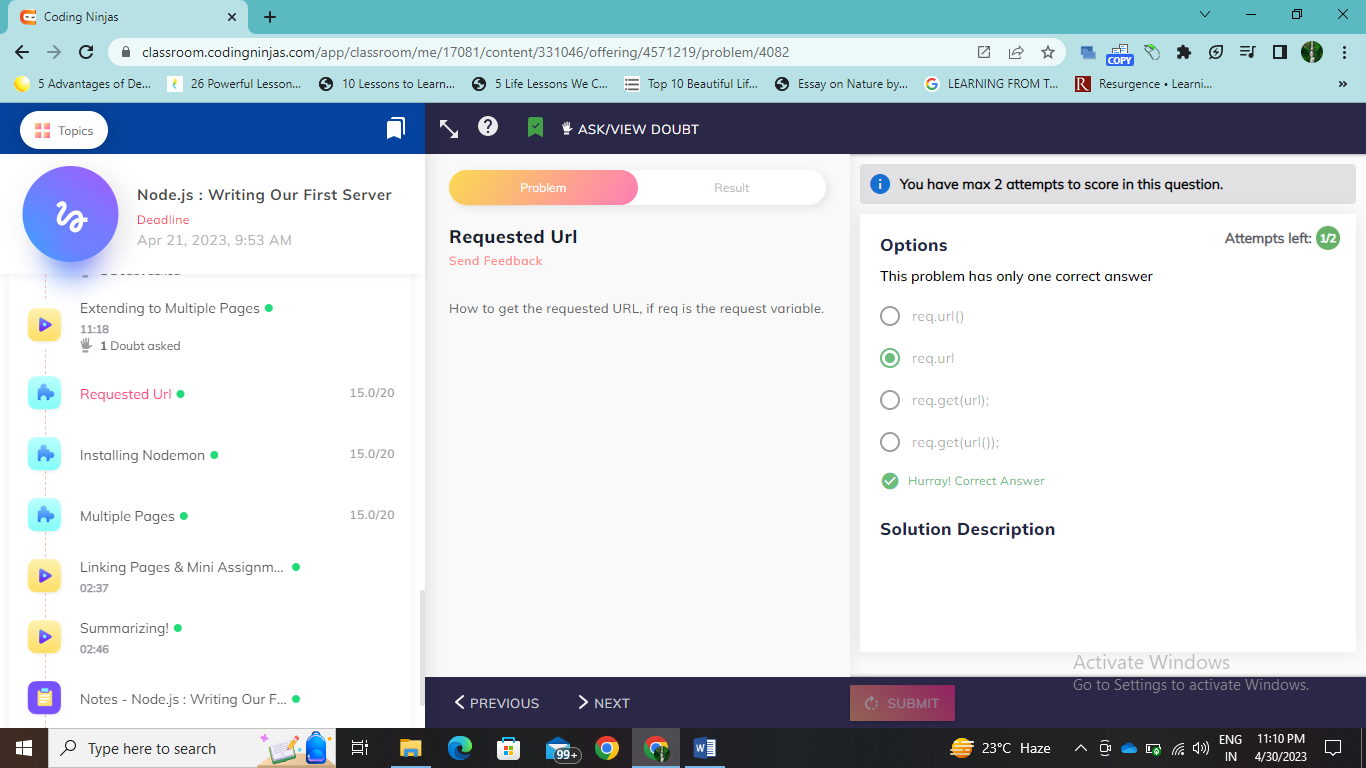 Coding Ninjas
classroom.codingninjas.com/app/classroom/me/17081/content/331046/offering/4571219/problem/4082
COPY
5 Advantages of De...
26 Powerful Lesson...
10 Lessons to Learn...
5 Life Lessons We C...
Top 10 Beautiful Lif...
Essay on Nature by...
LEARNING FROM T...
Resurgence • Learni...
»
Topics
ASK/VIEW DOUBT
Node.js : Writing Our First Server
Deadline
Apr 21, 2023, 9:53 AM
Extending to Multiple Pages
11:18
1 Doubt asked
Requested Url
15.0/20
Installing Nodemon
15.0/20
Multiple Pages
15.0/20
Linking Pages & Mini Assignm...
02:37
Summarizing!
02:46
Notes - Node.js : Writing Our F...
Problem
Result
Requested Url
Send Feedback
How to get the requested URL, if req is the request variable.
PREVIOUS
NEXT
You have max 2 attempts to score in this question.
Options
Attempts left: 1/2
This problem has only one correct answer
req.url()
req.url
req.get(url);
req.get(url());
Hurray! Correct Answer
Solution Description
Activate Windows
Go to Settings to activate Windows.
SUBMIT
Type here to search
99+
23°C Haze
ENG
IN
11:10 PM
4/30/2023